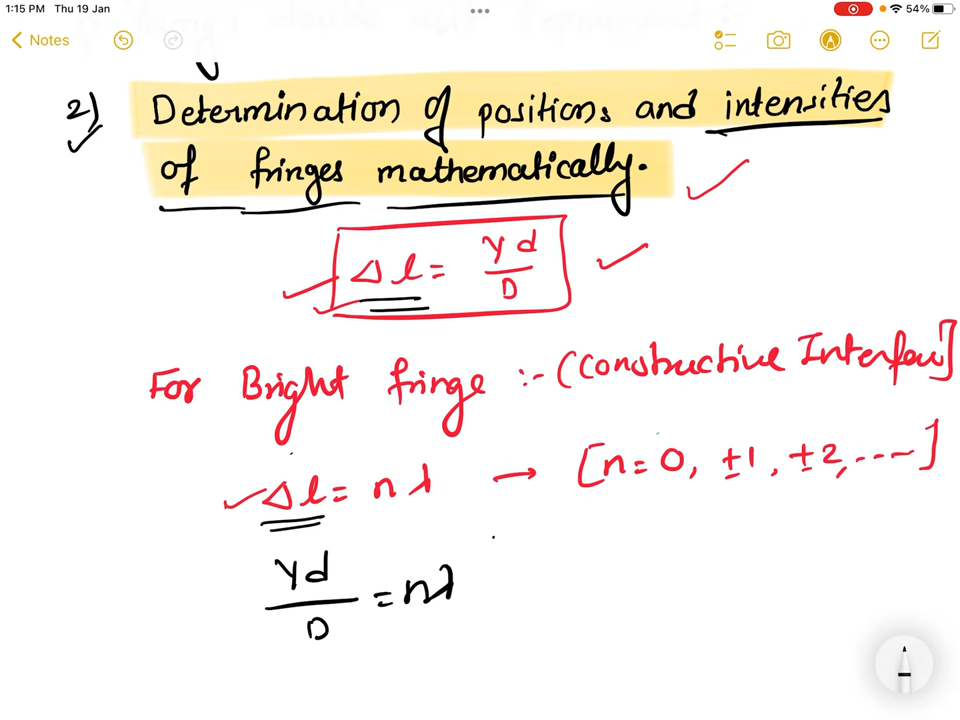 1:15 PM Thu 19 Jan
54%
Notes
2) Determination of positions and intensities
of fringes mathematically.
Δl = yd/D
For Bright fringe :- (Constructive
Δl = nλ → [n=0, ±1, ±2, ----]
yd/D = nλ